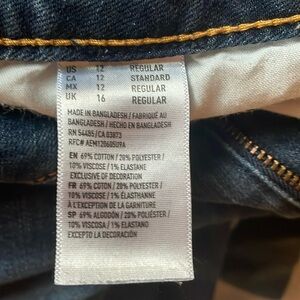 US 12 REGULAR
CA 12 STANDARD
MX 12 REGULAR
UK 16 REGULAR
MADE IN BANGLADESH / FABRIQUÉ AU
BANGLADESH / HECHO EN BANGLADESH
RN 54485/CA 03873
RFC# AEM1206050J9A
EN 69% COTTON / 20% POLYESTER /
10% VISCOSE / 1% ELASTANE
EXCLUSIVE OF DECORATION
FR 69% COTON / 20% POLYESTER /
10% VISCOSE / 1% ÉLASTHANNE
À L'EXCEPTION DE LA GARNITURE
SP 69% ALGODÓN / 20% POLIÉSTER /
10% VISCOSA / 1% ELASTANO
EXCEPTO LA DECORACIÓN